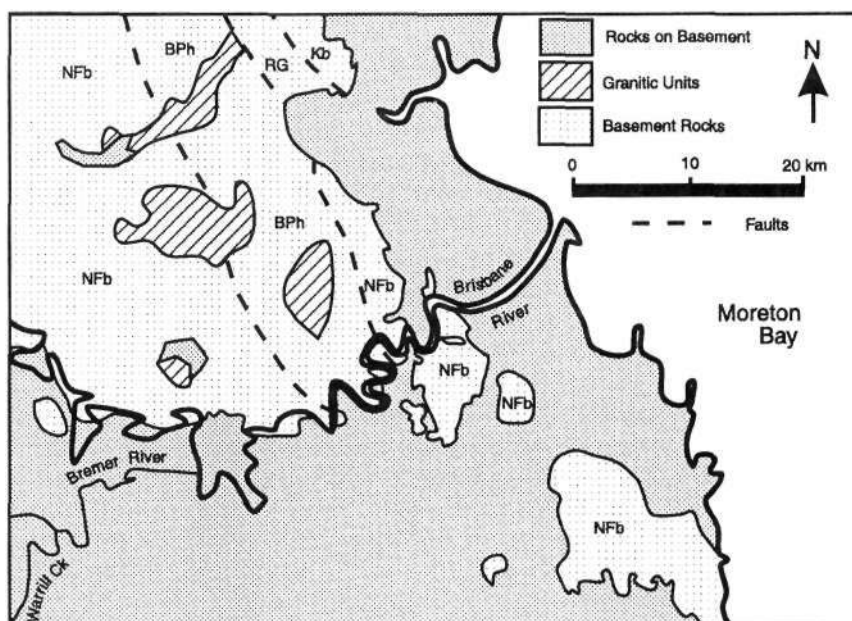 Rocks on Basement
Granitic Units
Basement Rocks
N
0 10 20 km
Faults
BPh
NFb
RG
Kb
BPh
NFb
NFb
Brisbane
River
Moreton
Bay
NFb
NFb
Bremer River
NFb
Warrill Ck